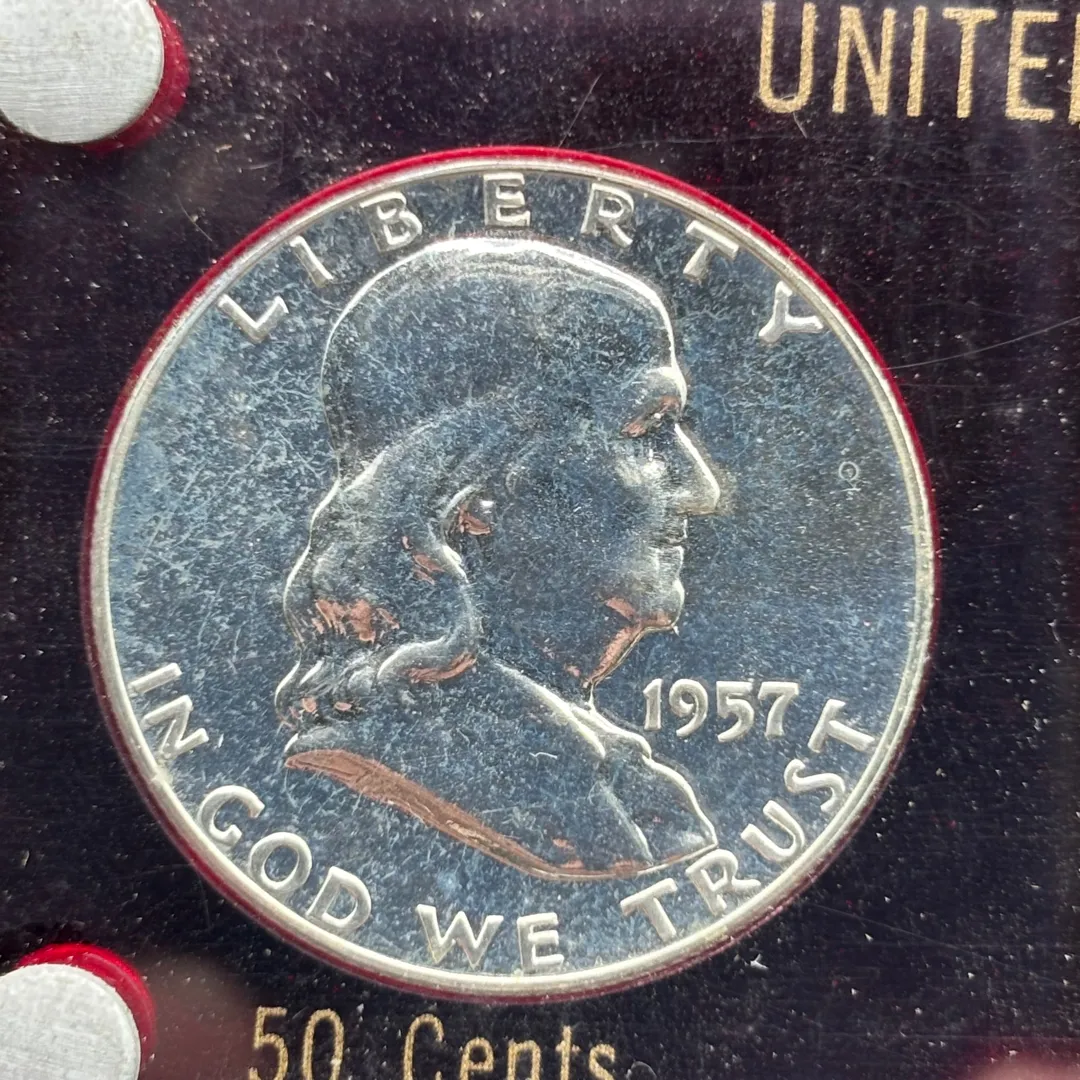 UNITE
LIBERTY
1957
IN GOD WE TRUST
50 Cents